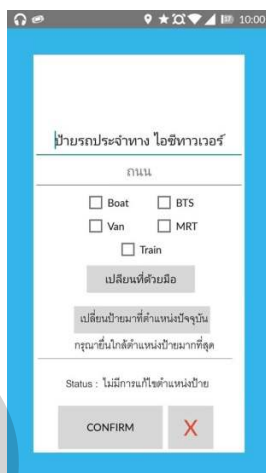 10:00
ป้ายรถประจำทาง ไอซีทาวเวอร์
ถนน
Boat BTS
Van MRT
Train
เปลี่ยนที่ด้วยมือ
เปลี่ยนป้ายมาที่ตำแหน่งปัจจุบัน
กรุณายื่นใกล้ตำแหน่งป้ายมากที่สุด
Status : ไม่มีการแก้ไขตำแหน่งป้าย
CONFIRM X